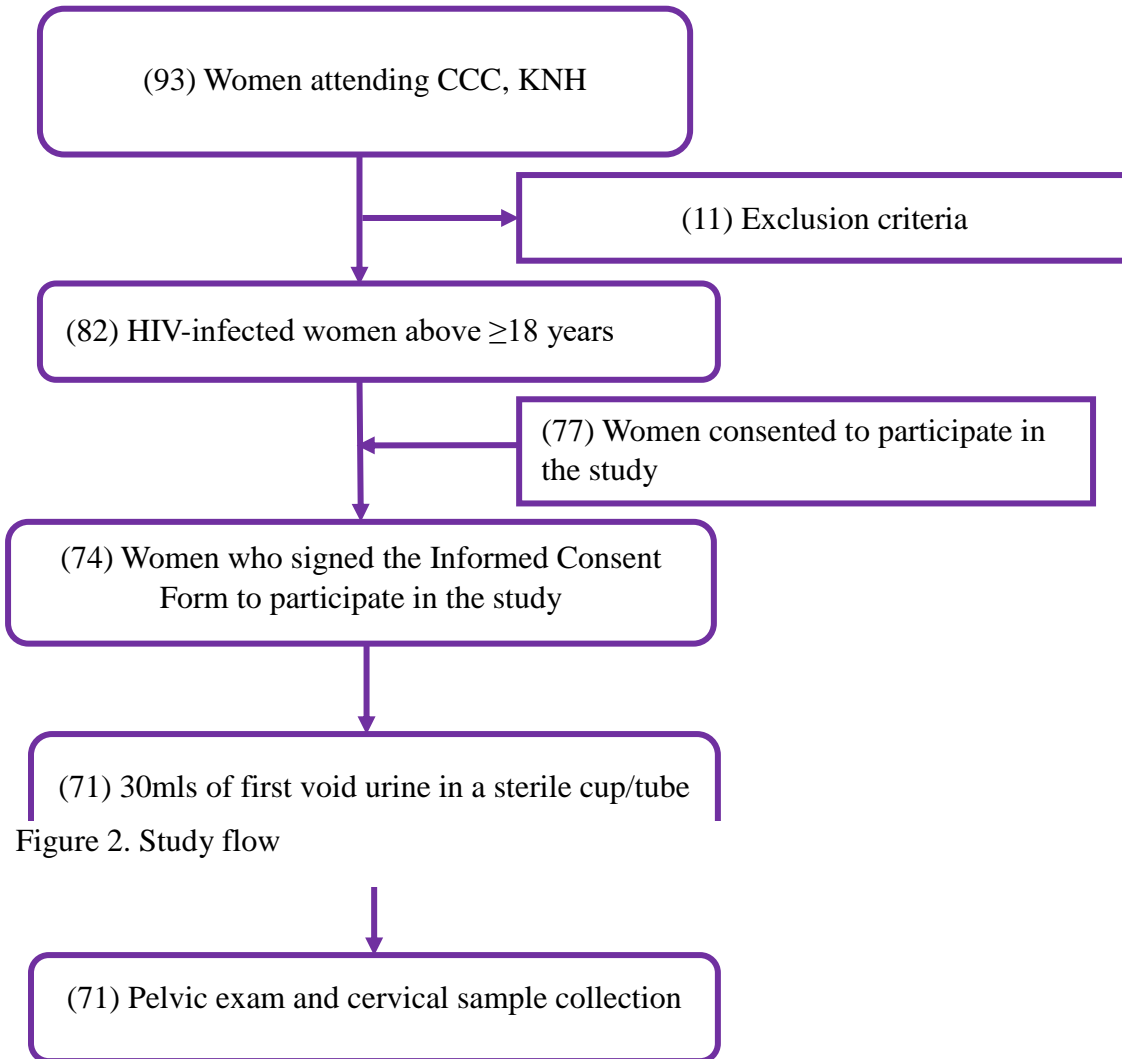 (93) Women attending CCC, KNH
(11) Exclusion criteria
(82) HIV-infected women above ≥18 years
(77) Women consented to participate in
the study
(74) Women who signed the Informed Consent
Form to participate in the study
(71) 30mls of first void urine in a sterile cup/tube
Figure 2. Study flow
(71) Pelvic exam and cervical sample collection